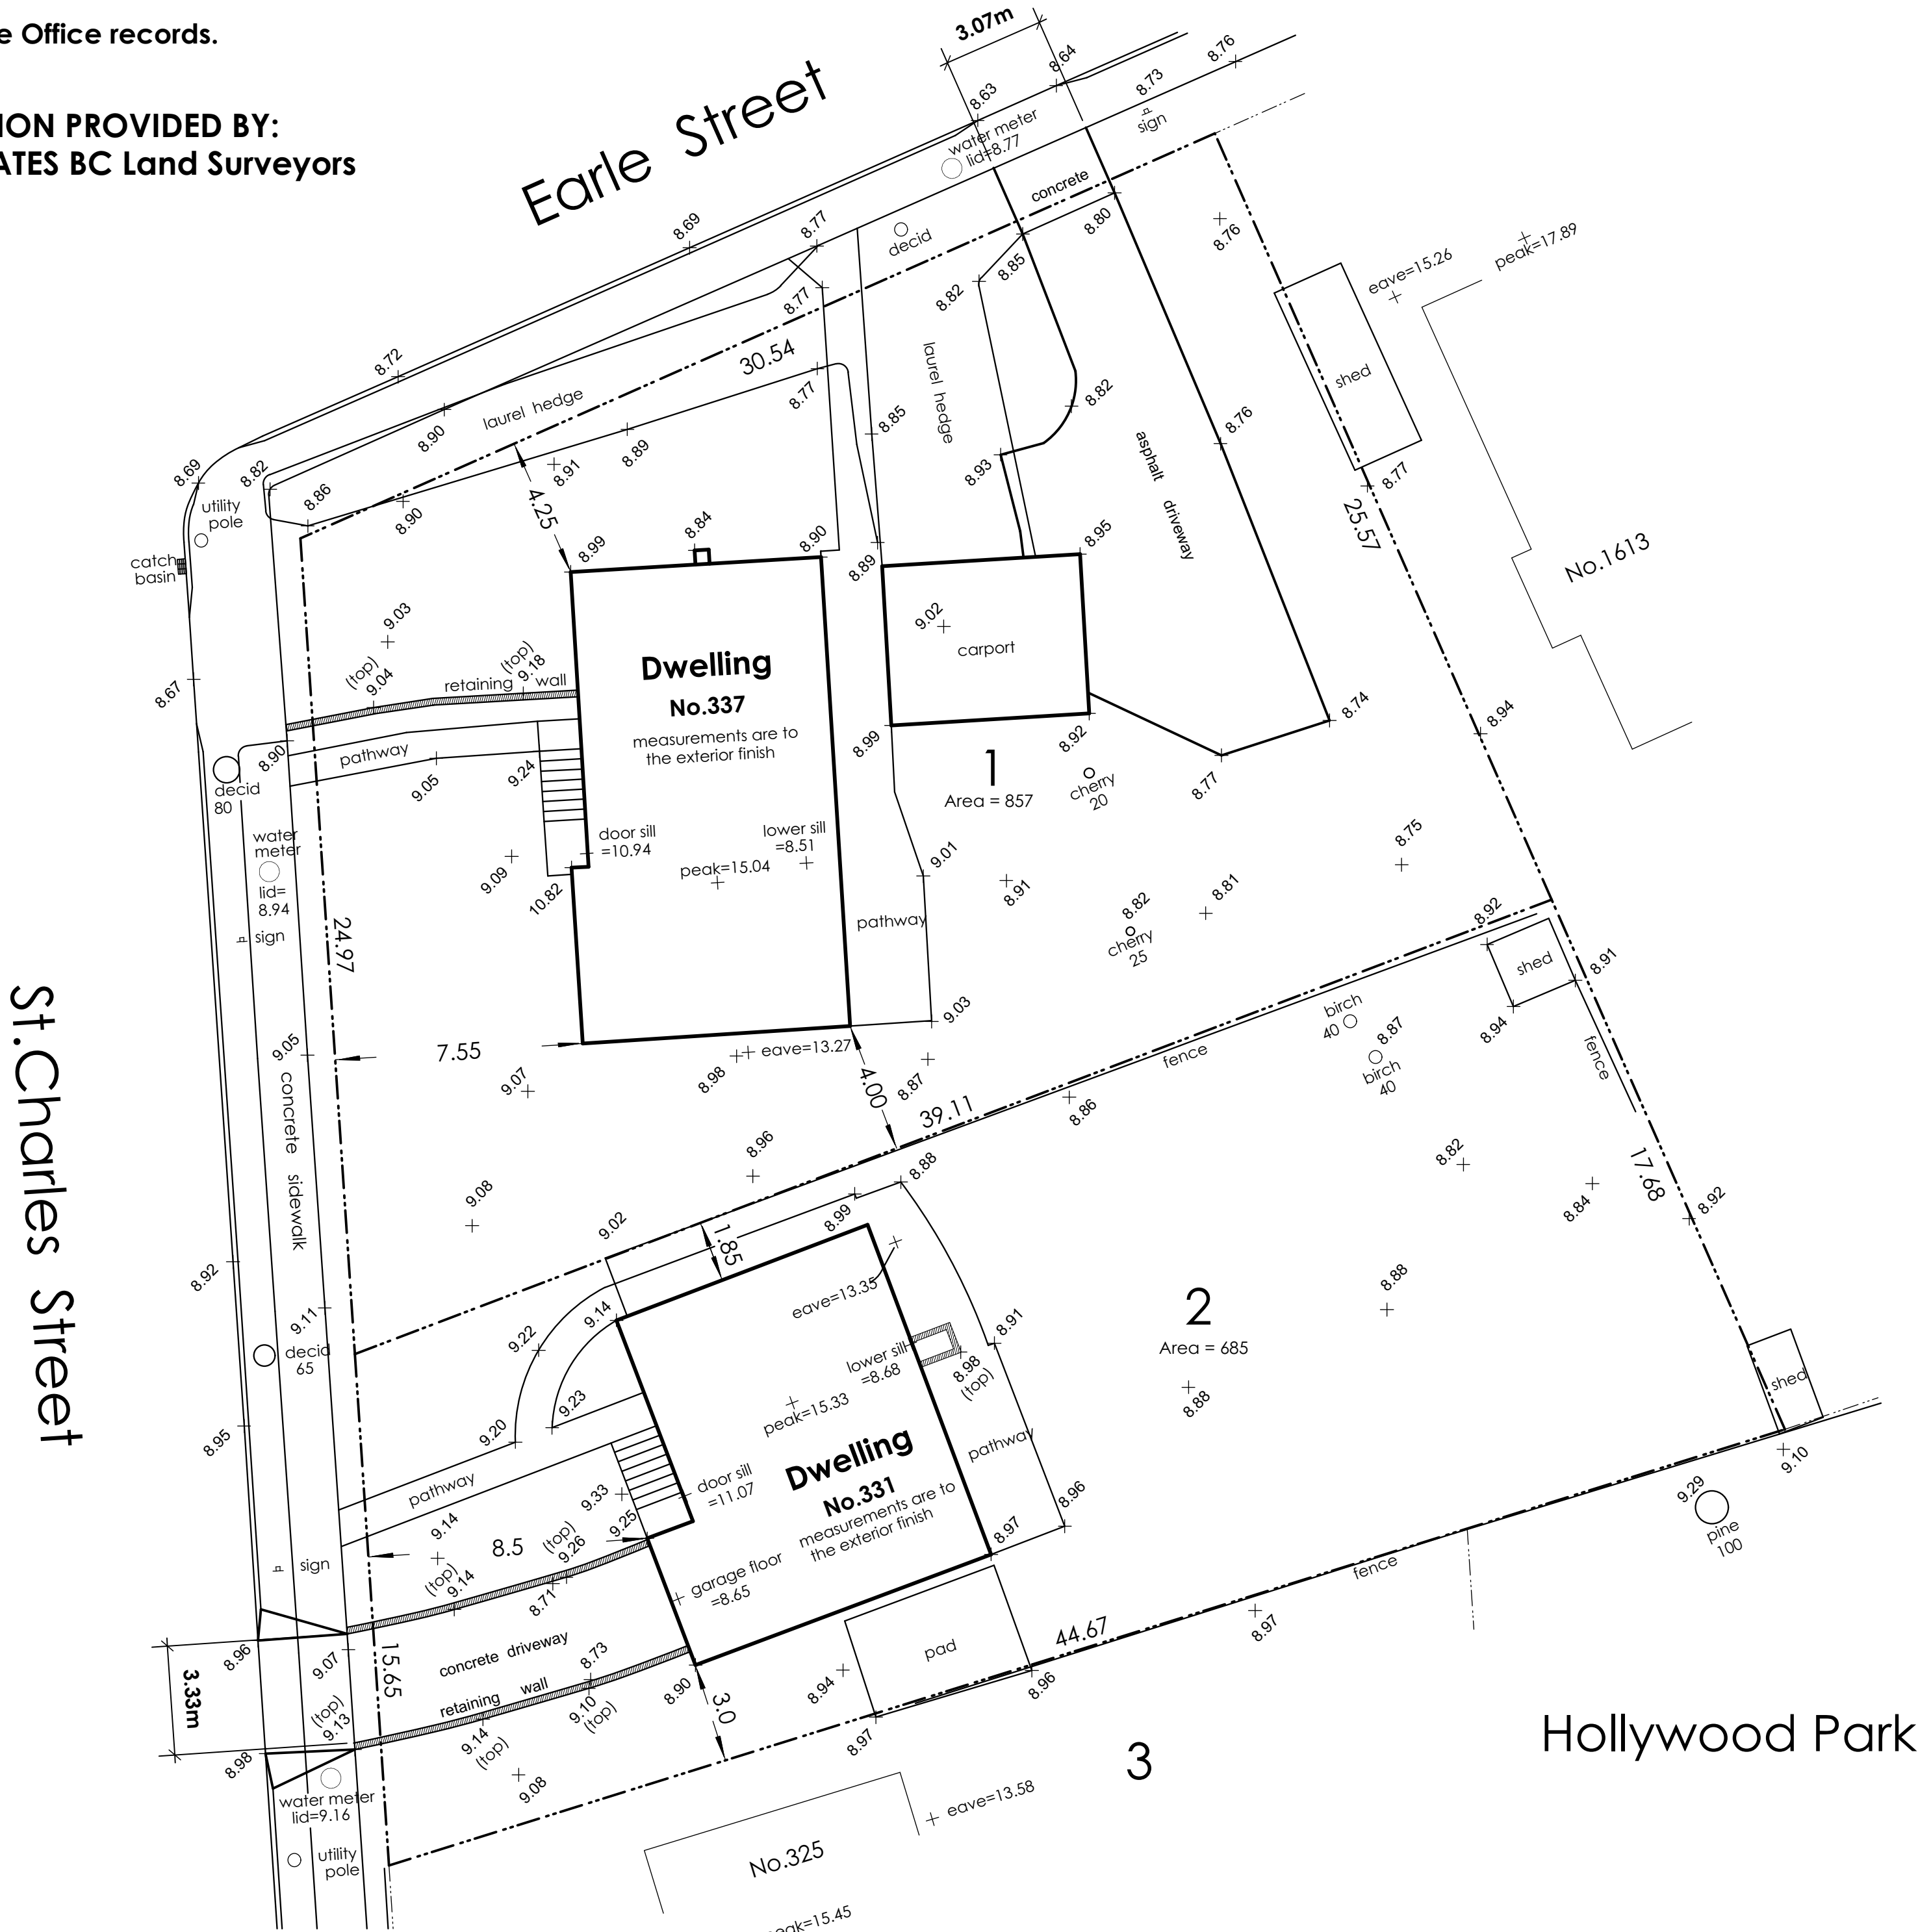 e Office records.
ION PROVIDED BY:
ATES BC Land Surveyors
Earle Street
3.07m
8.64
8.63
8.76
8.73
sign
water meter
lid=8.77
concrete
8.80
8.76
8.69
8.77
decid
8.85
8.82
8.77
30.54
8.72
laurel hedge
8.90
8.77
8.89
8.91
8.90
8.85
laurel hedge
8.82
8.93
8.76
asphalt driveway
eave=15.26
peak=17.89
shed
8.77
25.57
No.1613
8.69
8.82
8.86
utility
pole
catch
basin
4.25
8.99
8.84
8.90
8.89
8.95
9.03
(top)
9.04
(top)
9.18
retaining wall
8.67
8.90
pathway
9.05
9.24
decid
80
Dwelling
No.337
measurements are to
the exterior finish
9.02
carport
8.99
8.92
8.74
8.77
8.94
1
Area = 857
cherry
20
water
meter
lid=
8.94
sign
door sill
=10.94
lower sill
=8.51
peak=15.04
9.09
10.82
9.01
8.91
8.82
cherry
25
8.81
8.75
24.97
pathway
8.92
shed
8.91
8.94
9.03
birch
40
8.87
birch
40
fence
fence
9.05
7.55
eave=13.27
8.98
9.07
4.00
8.87
39.11
8.86
St.Charles Street
concrete sidewalk
8.96
9.08
9.02
8.88
8.99
1.85
8.82
17.68
8.84
8.92
8.92
9.11
decid
65
9.14
9.22
eave=13.35
lower sill
=8.68
8.91
8.98
(top)
2
Area = 685
8.88
8.88
shed
8.95
9.20
9.23
peak=15.33
Dwelling
No.331
measurements are to
the exterior finish
pathway
pathway
9.14
9.33
door sill
=11.07
8.96
8.97
9.29
pine
100
9.10
8.5
(top)
9.26
9.25
sign
(top)
9.14
8.71
garage floor
=8.65
fence
8.97
8.96
9.07
15.65
concrete driveway
8.73
retaining wall
44.67
pad
8.94
8.96
8.97
3.33m
(top)
9.13
8.98
9.10
(top)
9.14
(top)
8.90
3.0
9.08
water meter
lid=9.16
utility
pole
3
Hollywood Park
eave=13.58
No.325
eak=15.45